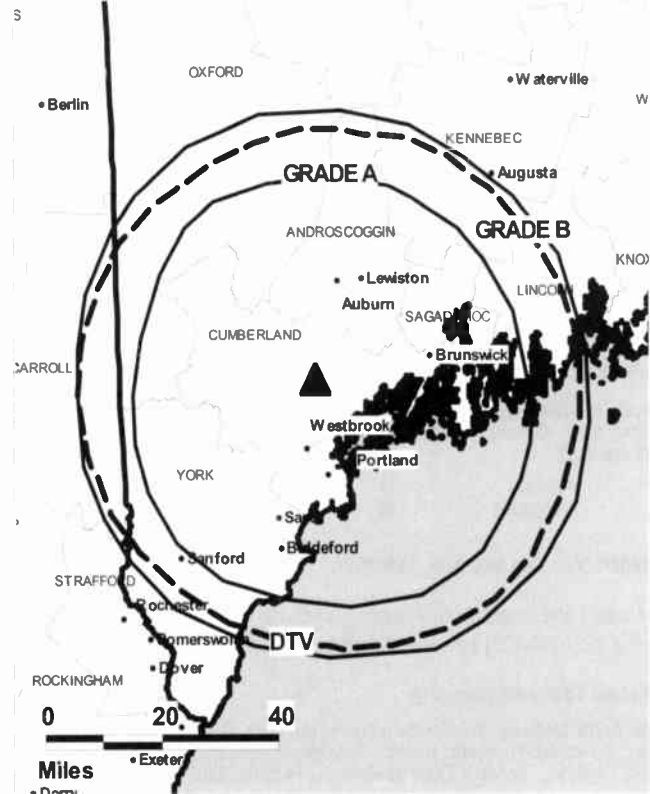 S
OXFORD
Waterville
W
Berlin
KENNEBEC
GRADE A
Augusta
ANDROSCOGGIN
GRADE B
KNOX
Lewiston
LINCOLN
Auburn
CUMBERLAND
Brunswick
CARROLL
Westbrook
Portland
YORK
Biddeford
Sanford
STRAFFORD
Rochester
Somersworth
DTV
Dover
ROCKINGHAM
0 20 40
Miles
Exeter